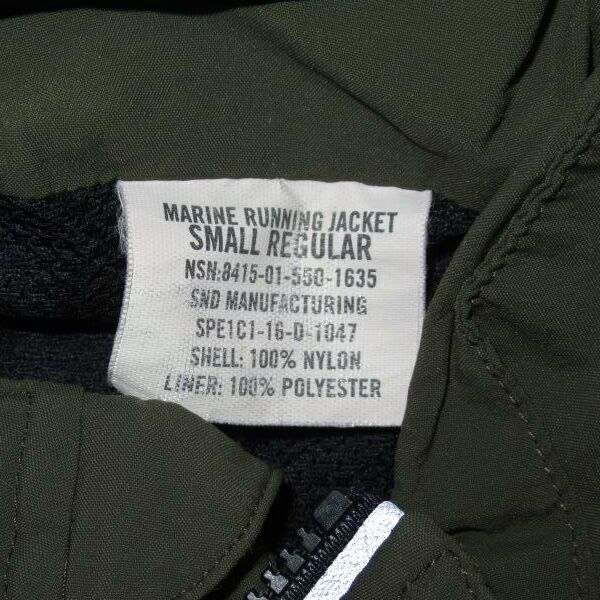 MARINE RUNNING JACKET
SMALL REGULAR
NSN:8415-01-550-1635
SND MANUFACTURING
SPE1C1-16-D-1047
SHELL: 100% NYLON
LINER: 100% POLYESTER